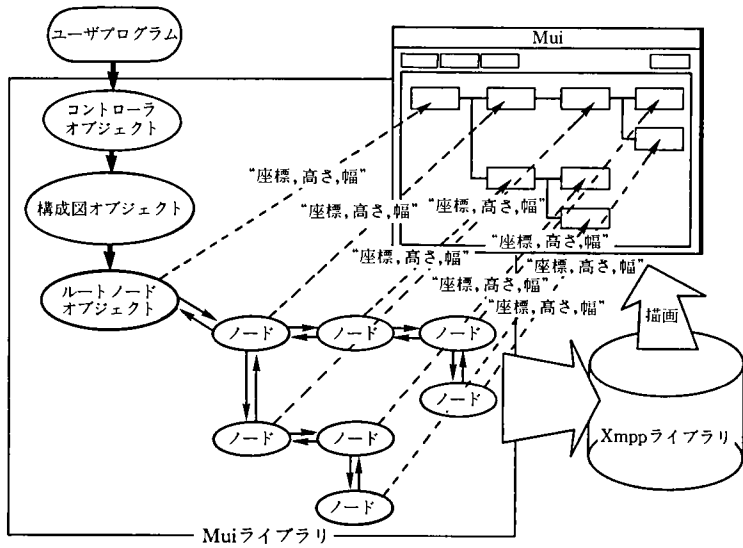 ユーザプログラム
Mui
コントローラ
オブジェクト
構成図オブジェクト
ルートノード
オブジェクト
“座標,高さ,幅”
“座標,高さ,幅”
“座標,高さ,幅”
“座標,高さ,幅”
“座標,高さ,幅”
“座標,高さ,幅”
“座標,高さ,幅”
“座標,高さ,幅”
ノード
ノード
ノード
ノード
ノード
ノード
ノード
描画
Xmppライブラリ
Muiライブラリ